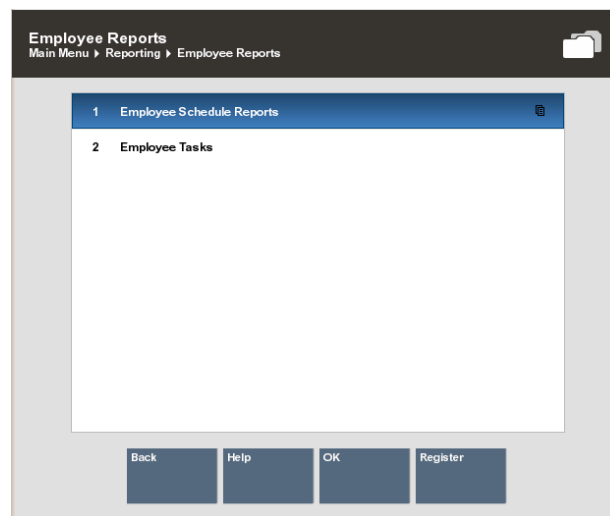 Employee Reports
Main Menu ▸ Reporting ▸ Employee Reports
1 Employee Schedule Reports
2 Employee Tasks
Back Help OK Register